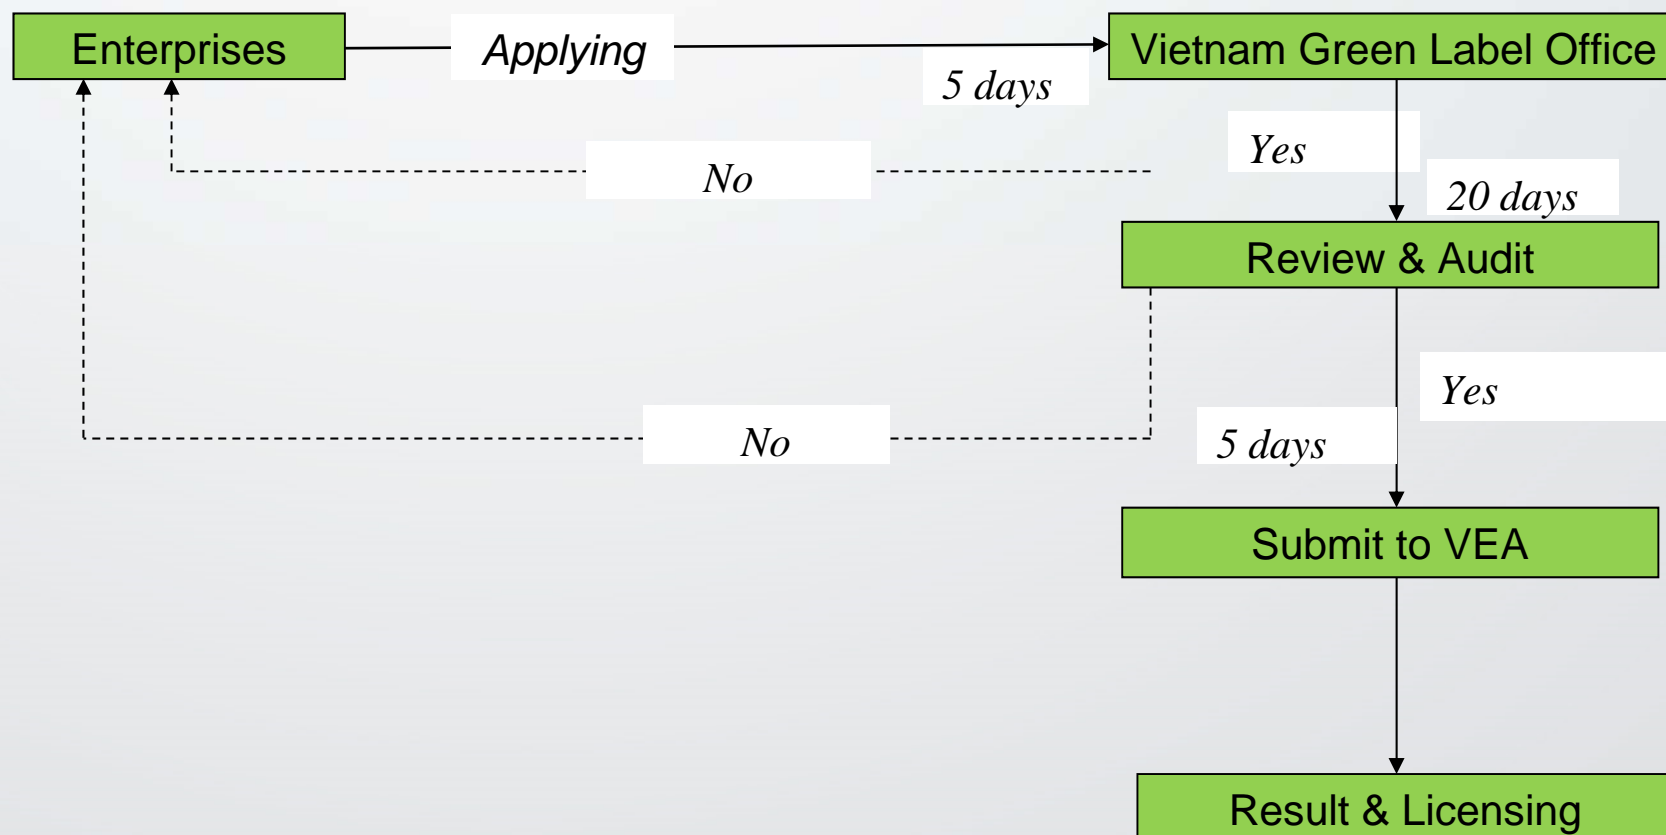 Enterprises
Applying
Vietnam Green Label Office
5 days
Yes
No
20 days
Review & Audit
Yes
No
5 days
Submit to VEA
Result & Licensing